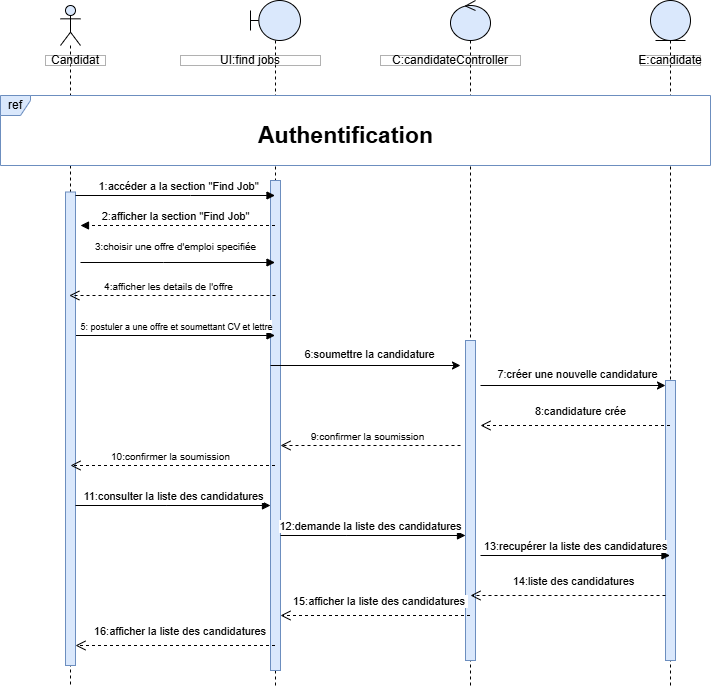 Candidat
UI:find jobs
C:candidateController
E:candidate
ref
Authentification
1:accéder a la section "Find Job"
2:afficher la section "Find Job"
3:choisir une offre d'emploi specifiée
4:afficher les details de l'offre
5: postuler a une offre et soumettant CV et lettre
6:soumettre la candidature
7:créer une nouvelle candidature
8:candidature crée
9:confirmer la soumission
10:confirmer la soumission
11:consulter la liste des candidatures
12:demande la liste des candidatures
13:recupérer la liste des candidatures
14:liste des candidatures
15:afficher la liste des candidatures
16:afficher la liste des candidatures